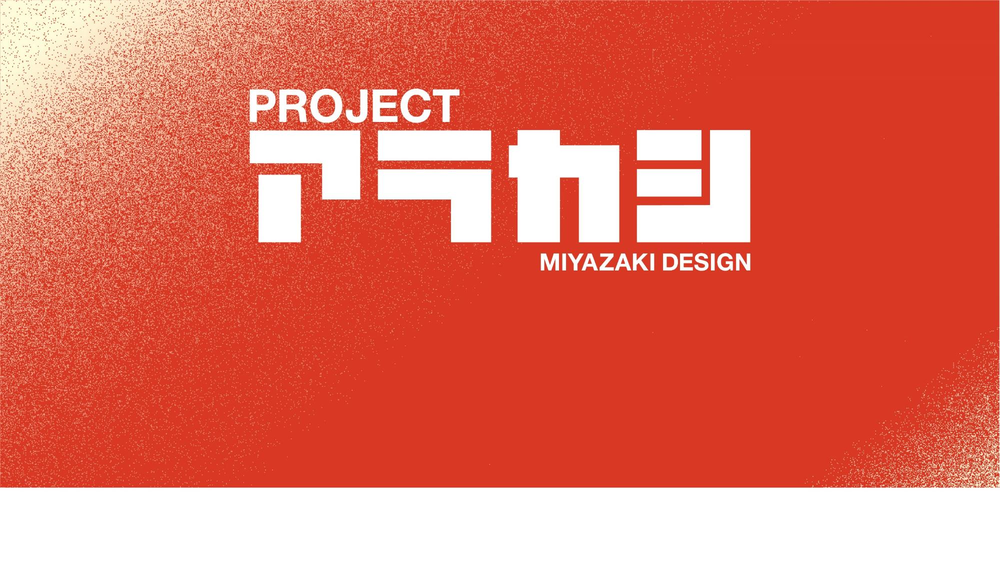 PROJECT
アラカシ
MIYAZAKI DESIGN